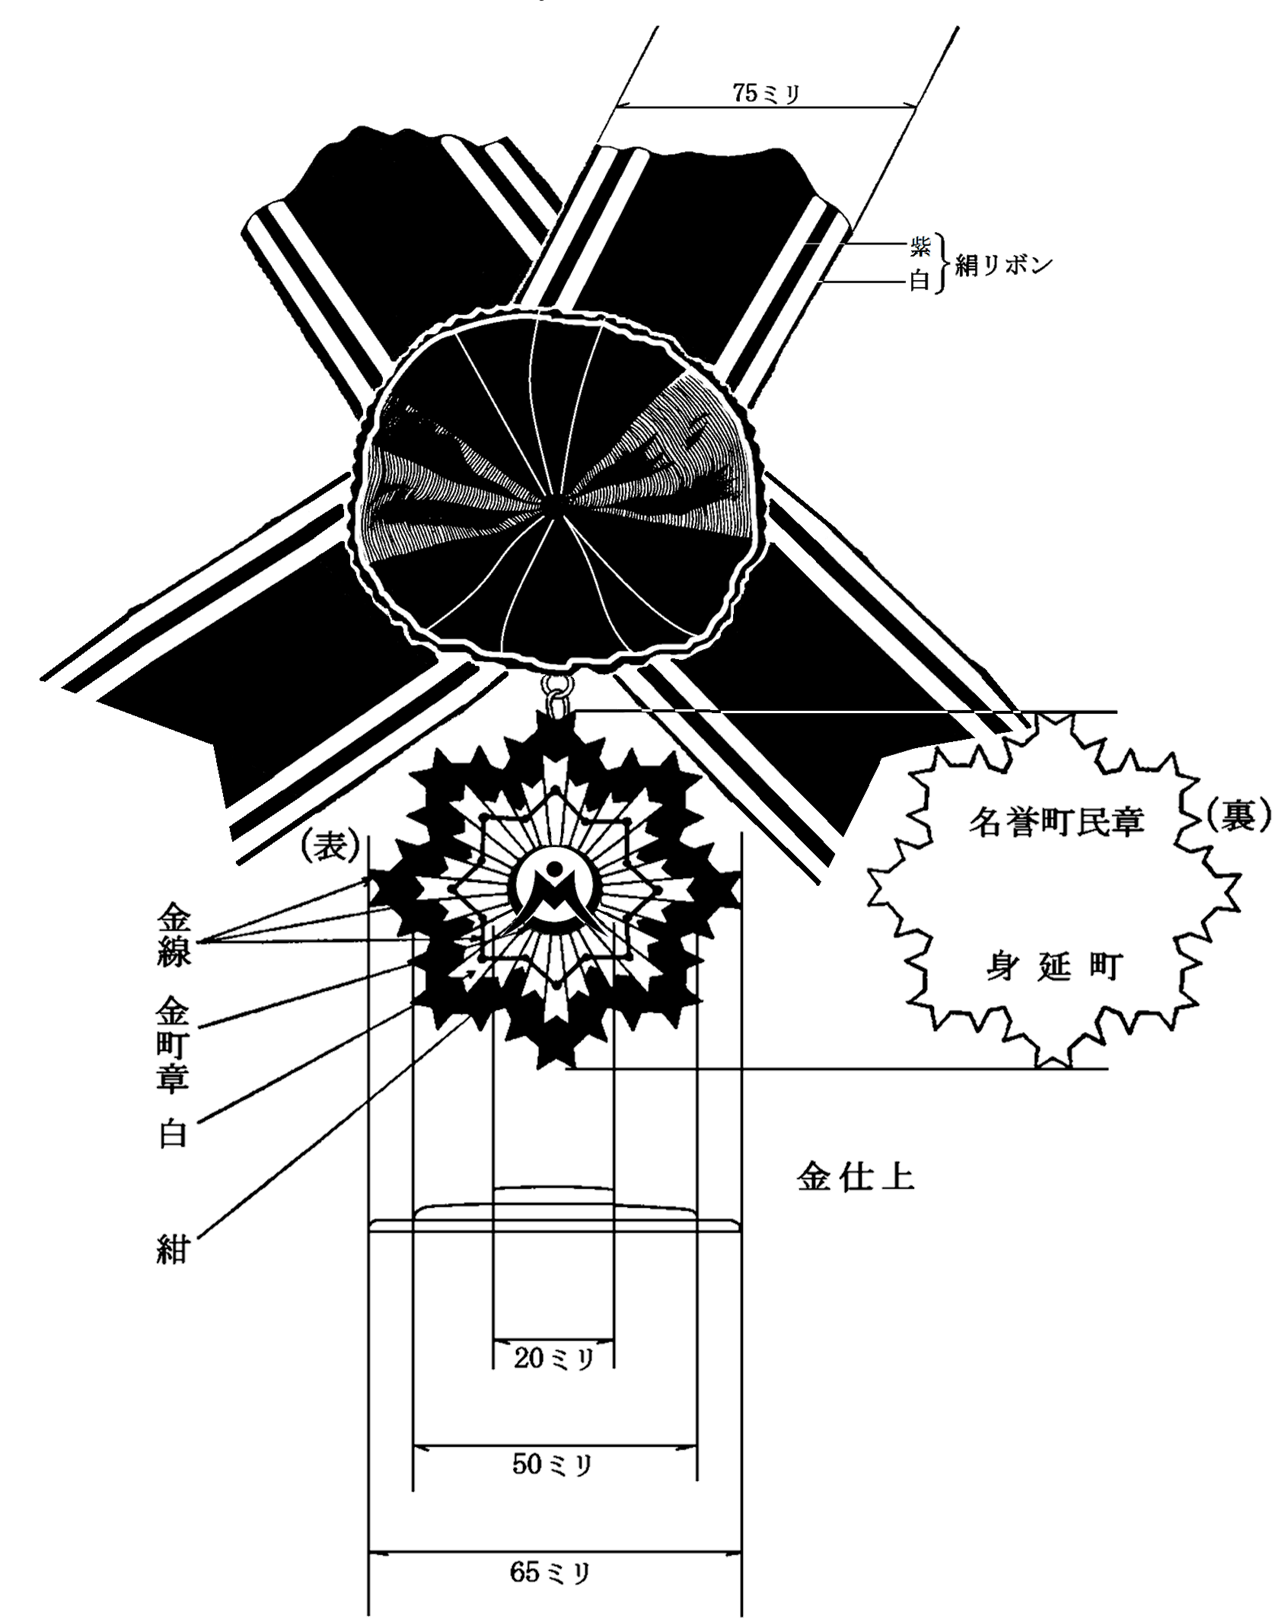 75ミリ
紫
白
絹リボン
(表)
(裏)
名誉町民章
身延町
金線
金町章
白
紺
金仕上
20ミリ
50ミリ
65ミリ